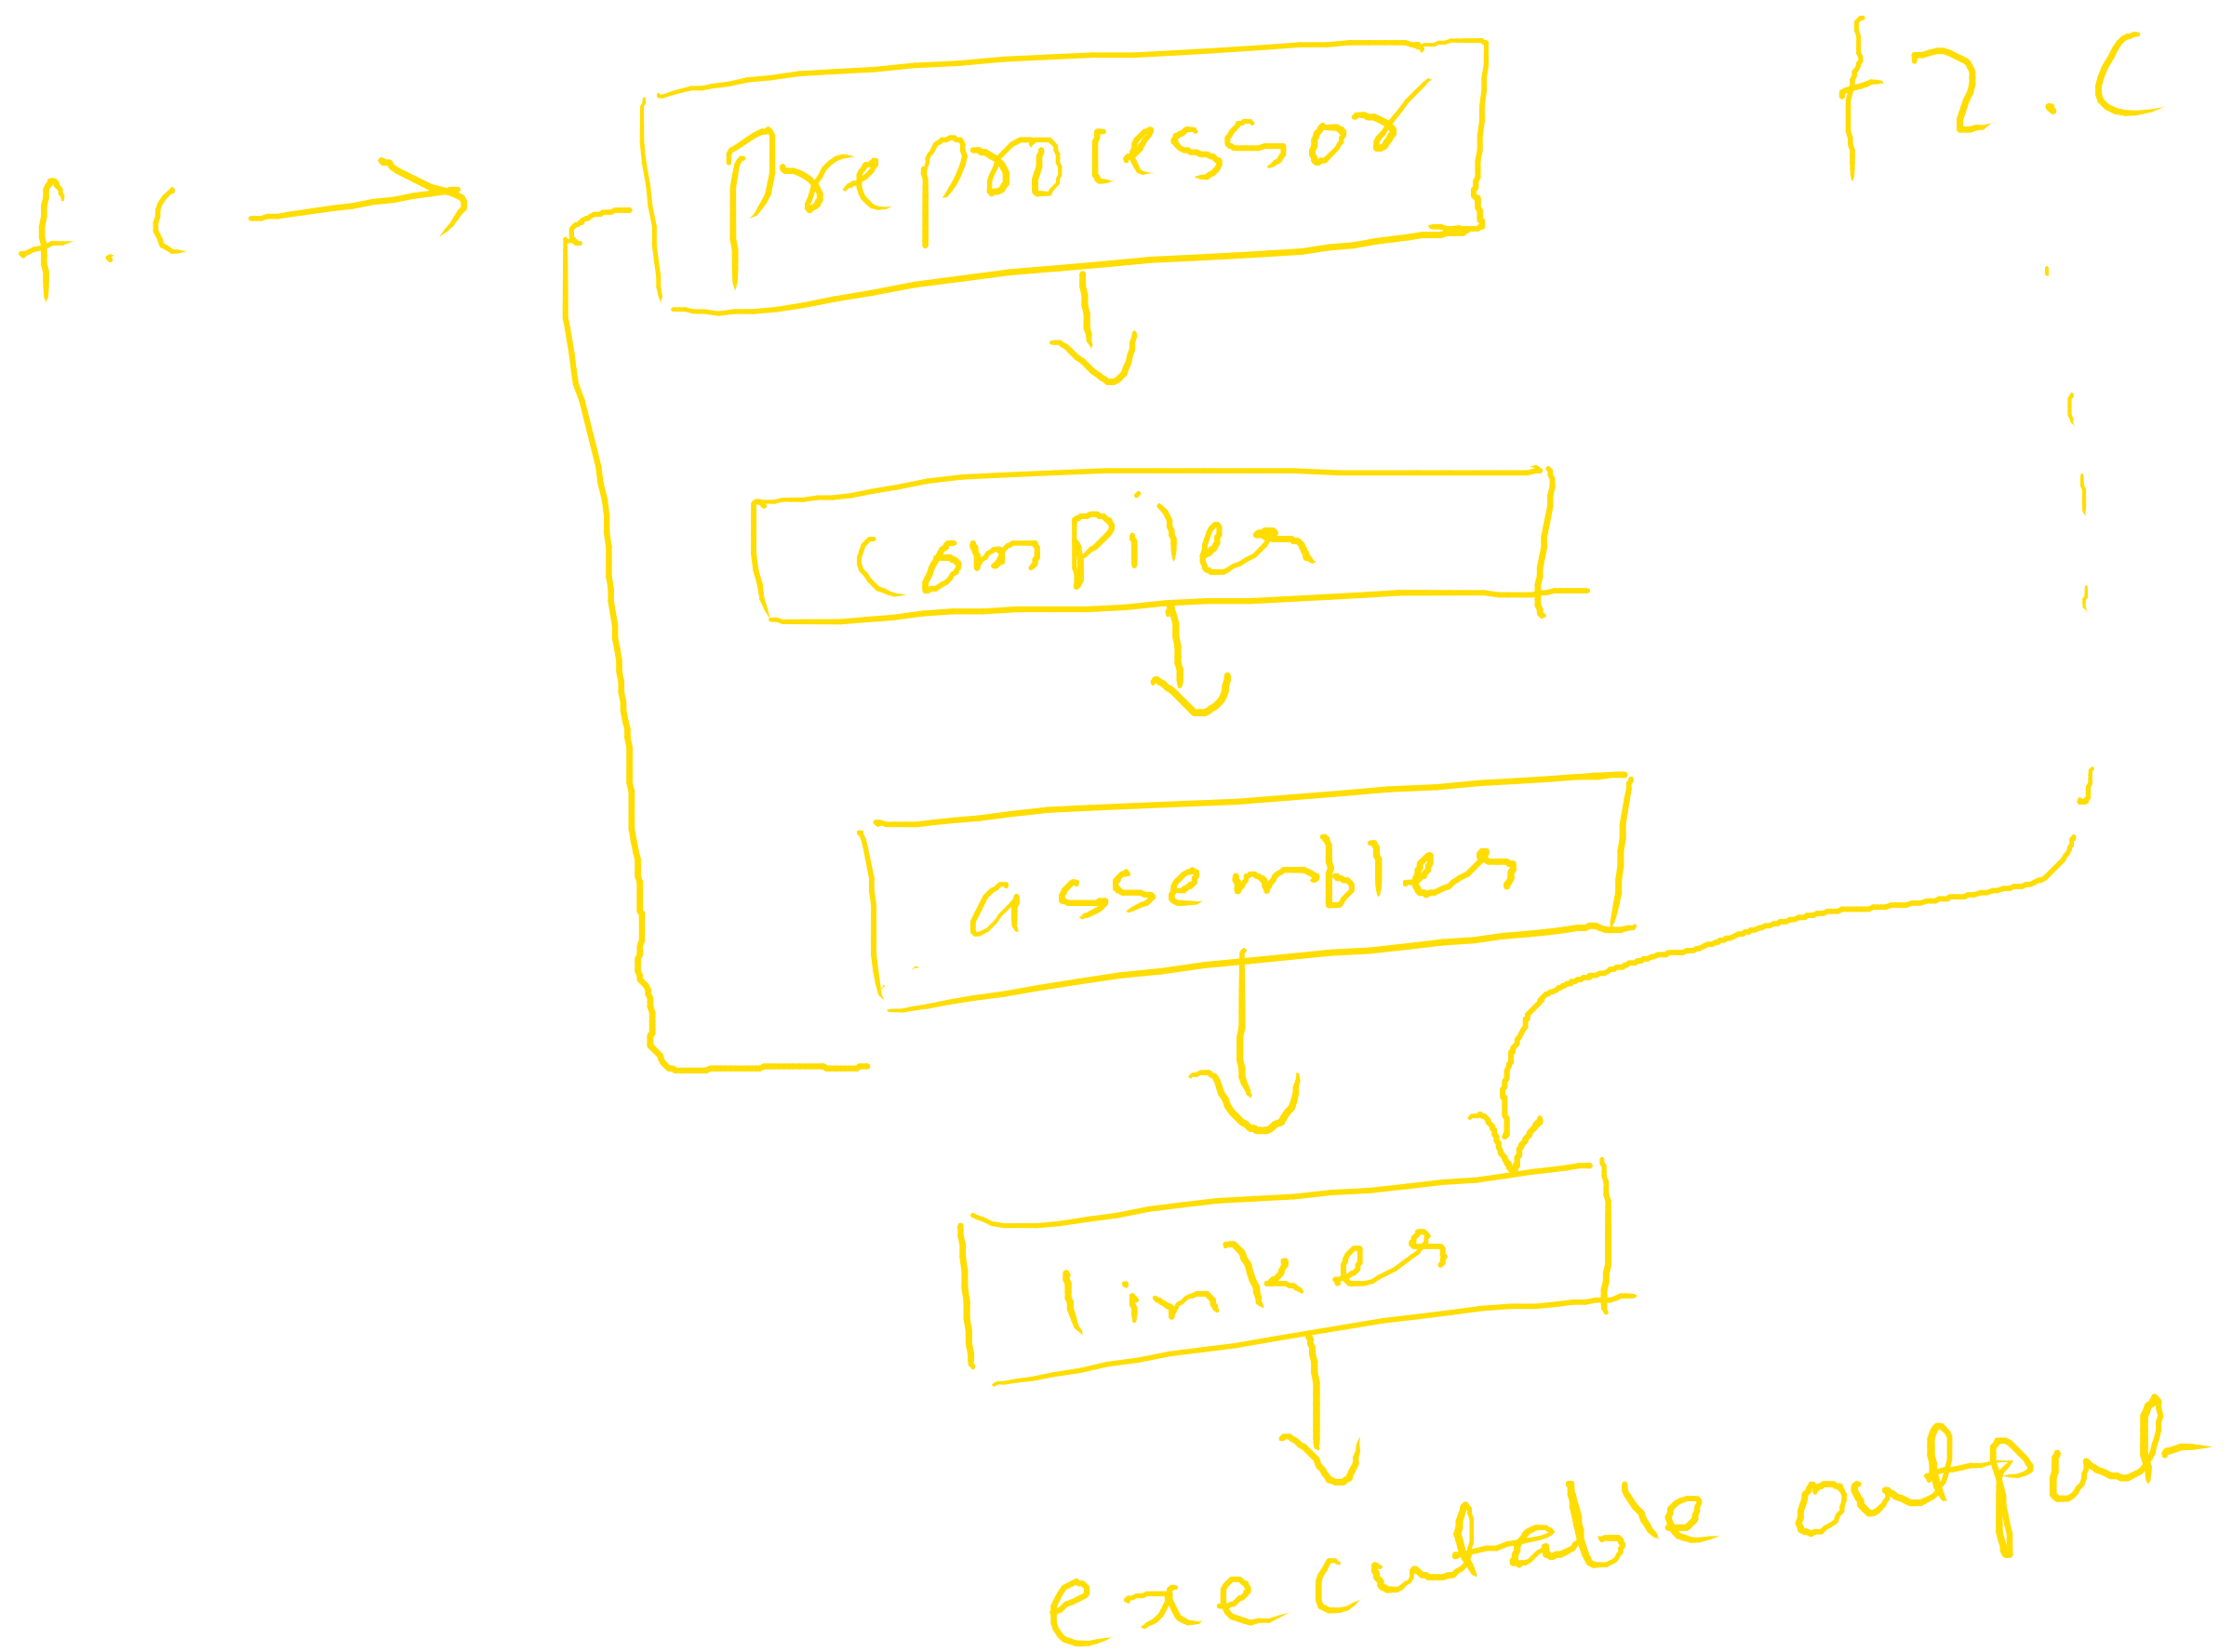 f.c
preprocessor
f2.c
compiler
assembler
linker
executable output